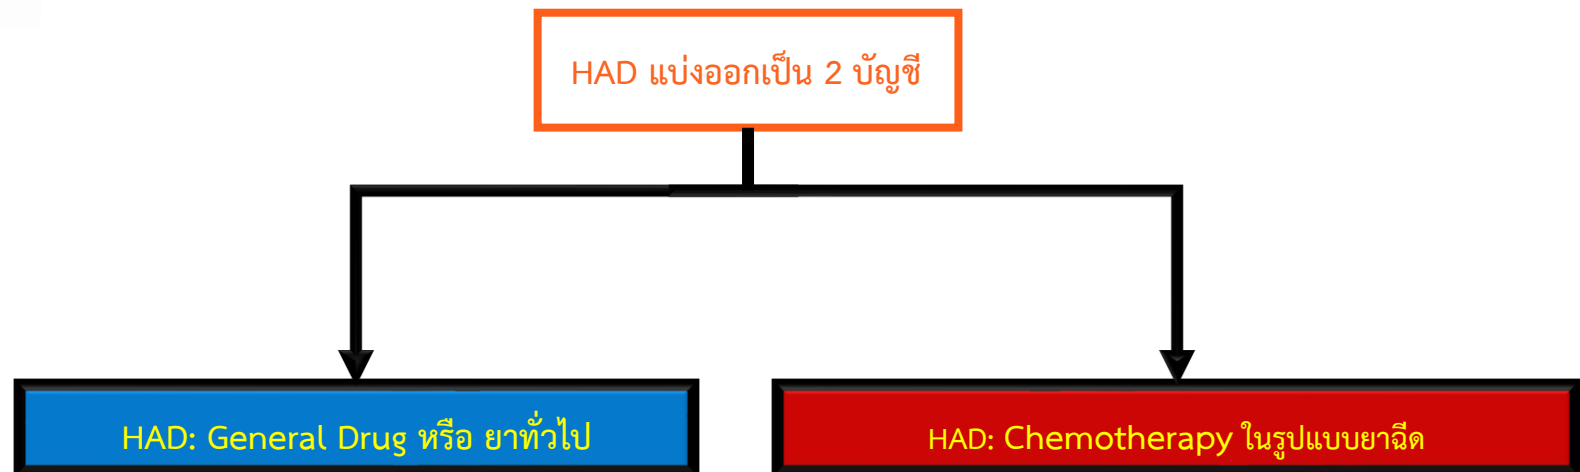 HAD แบ่งออกเป็น 2 บัญชี
HAD: General Drug หรือ ยาทั่วไป
HAD: Chemotherapy ในรูปแบบยาฉีด